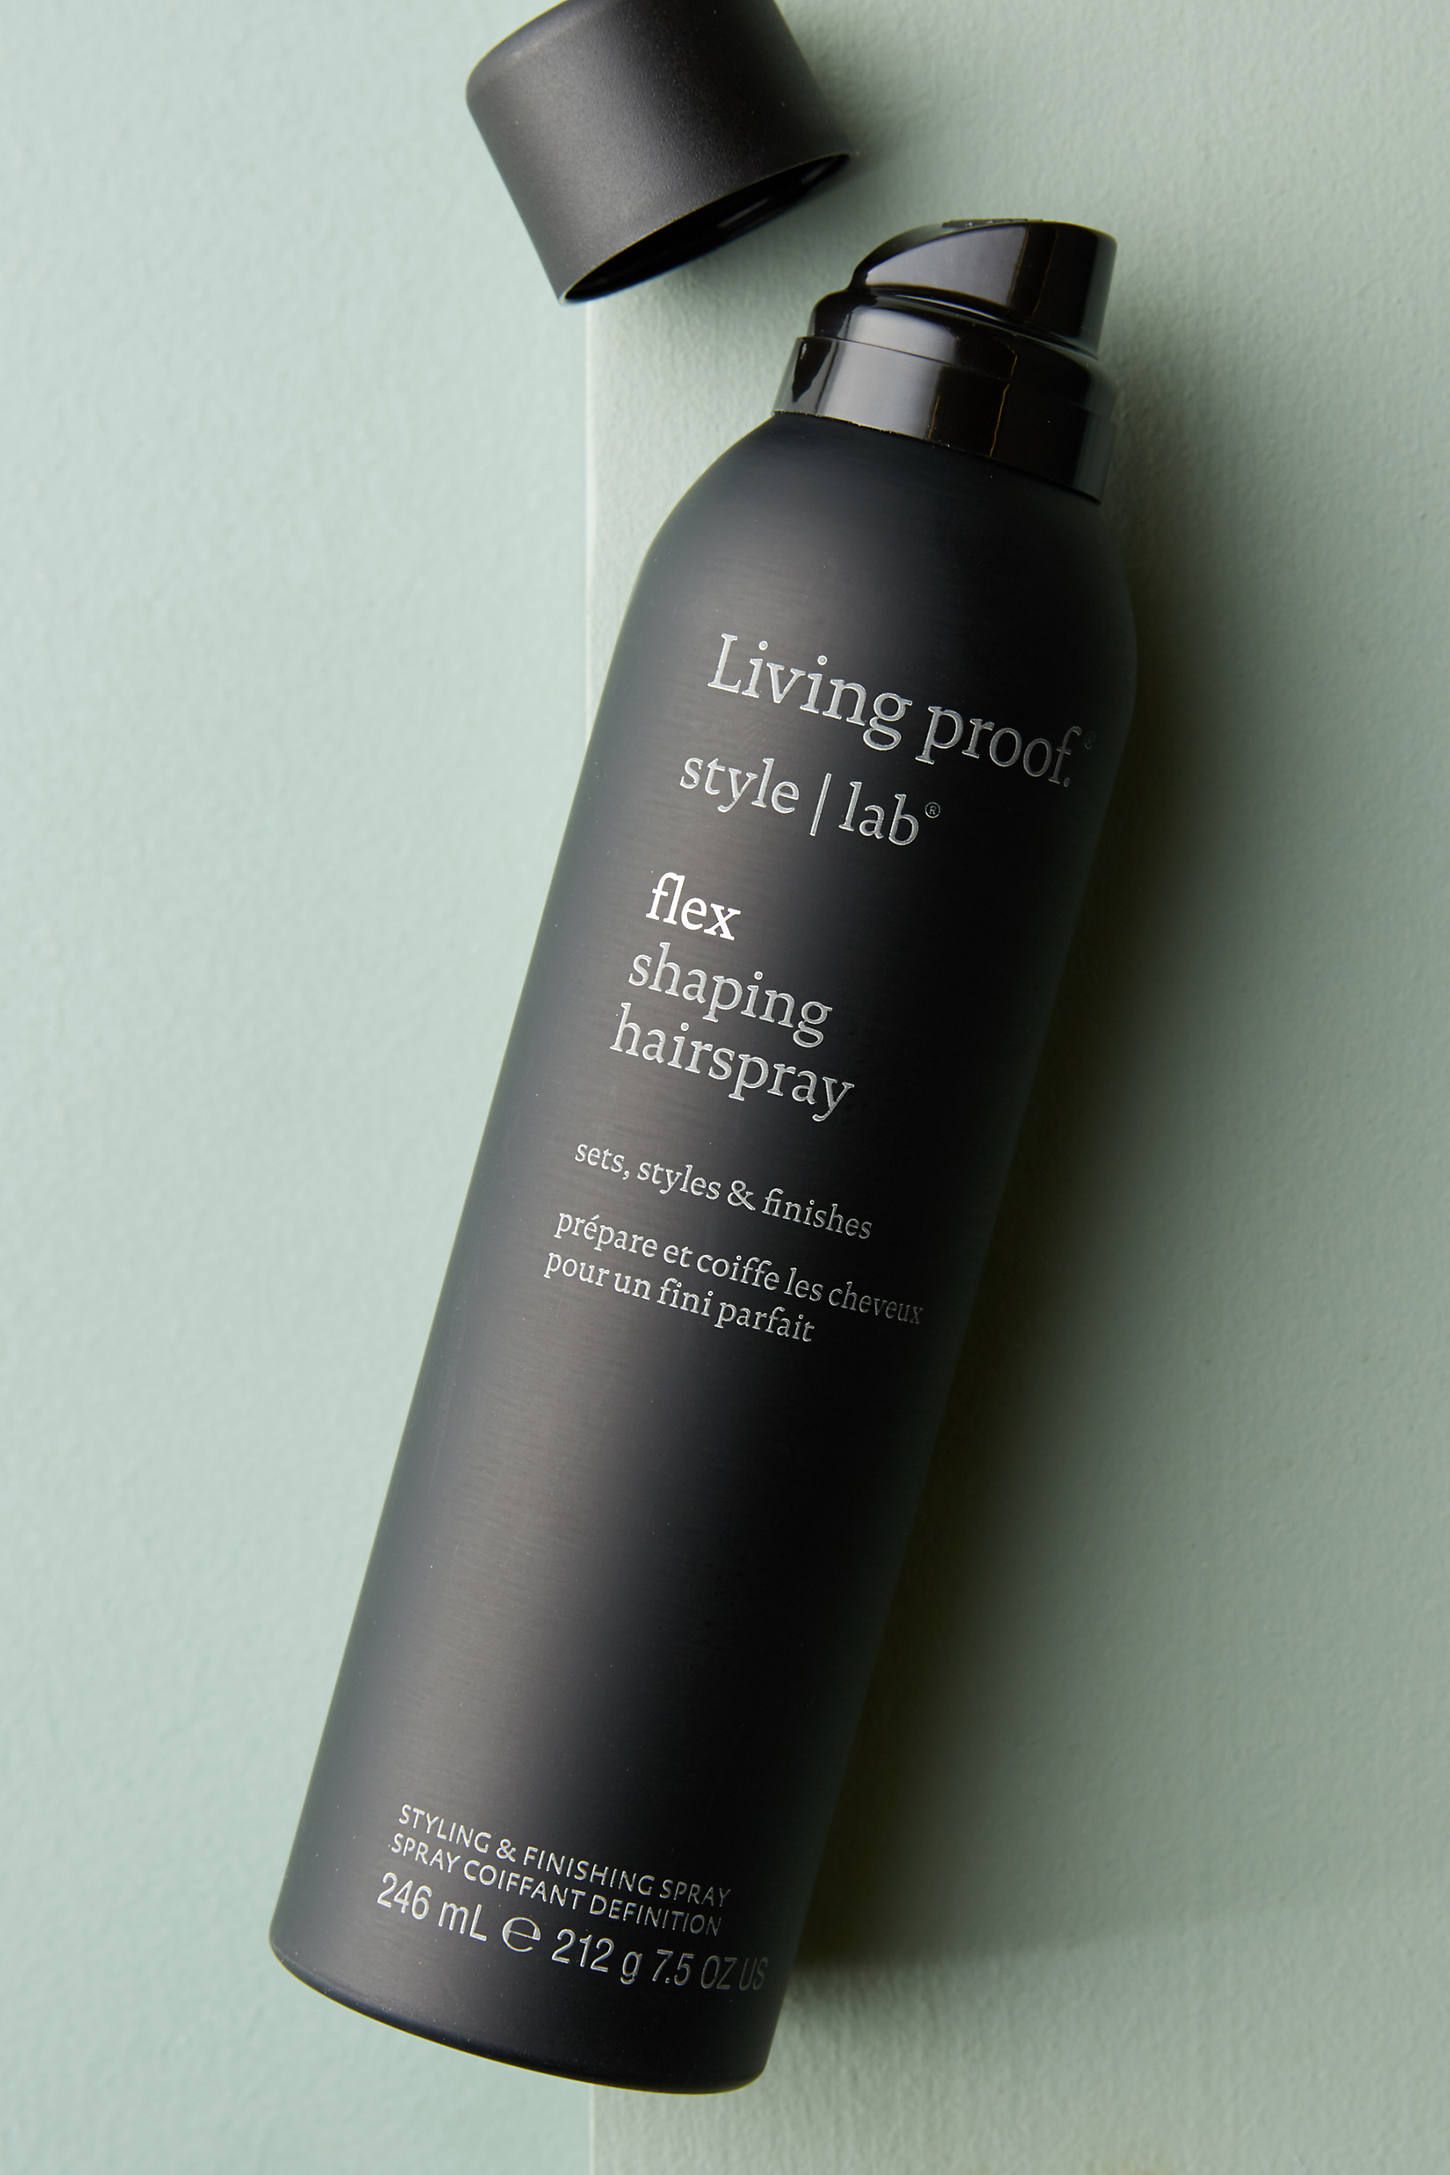 Living proof.®
style | lab®
flex
shaping
hairspray
sets, styles & finishes
prépare et coiffe les cheveux
pour un fini parfait
STYLING & FINISHING SPRAY
SPRAY COIFFANT DEFINITION
246 mL ℮ 212 g 7.5 OZ US